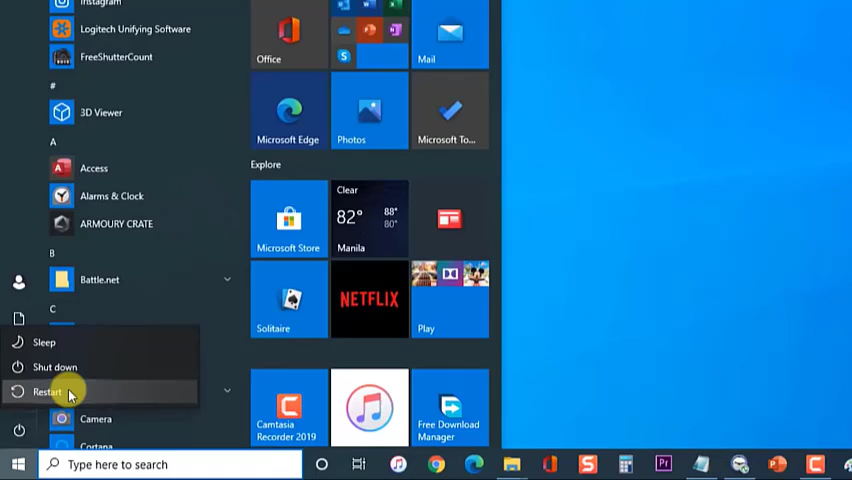 Instagram
Logitech Unifying Software
FreeShutterCount
#
3D Viewer
A
Access
Alarms & Clock
ARMOURY CRATE
B
Battle.net
C
Sleep
Shut down
Restart
Camera
Cortana
Office
Mail
Microsoft Edge
Photos
Microsoft To...
Explore
Microsoft Store
Clear
82°
88°
80°
Manila
Solitaire
NETFLIX
Play
Camtasia
Recorder 2019
Free Download
Manager
Type here to search
Pr